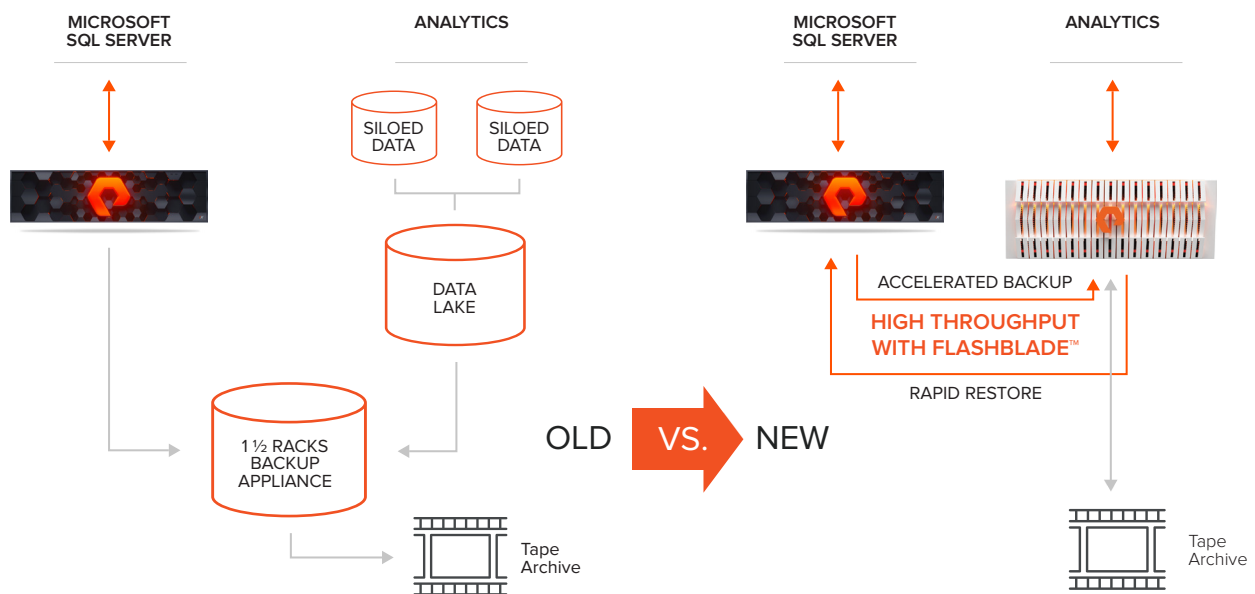 MICROSOFT
SQL SERVER
ANALYTICS
SILOED
DATA
SILOED
DATA
DATA
LAKE
1 ½ RACKS
BACKUP
APPLIANCE
Tape
Archive
OLD
VS.
NEW
MICROSOFT
SQL SERVER
ANALYTICS
ACCELERATED BACKUP
HIGH THROUGHPUT
WITH FLASHBLADE™
RAPID RESTORE
Tape
Archive